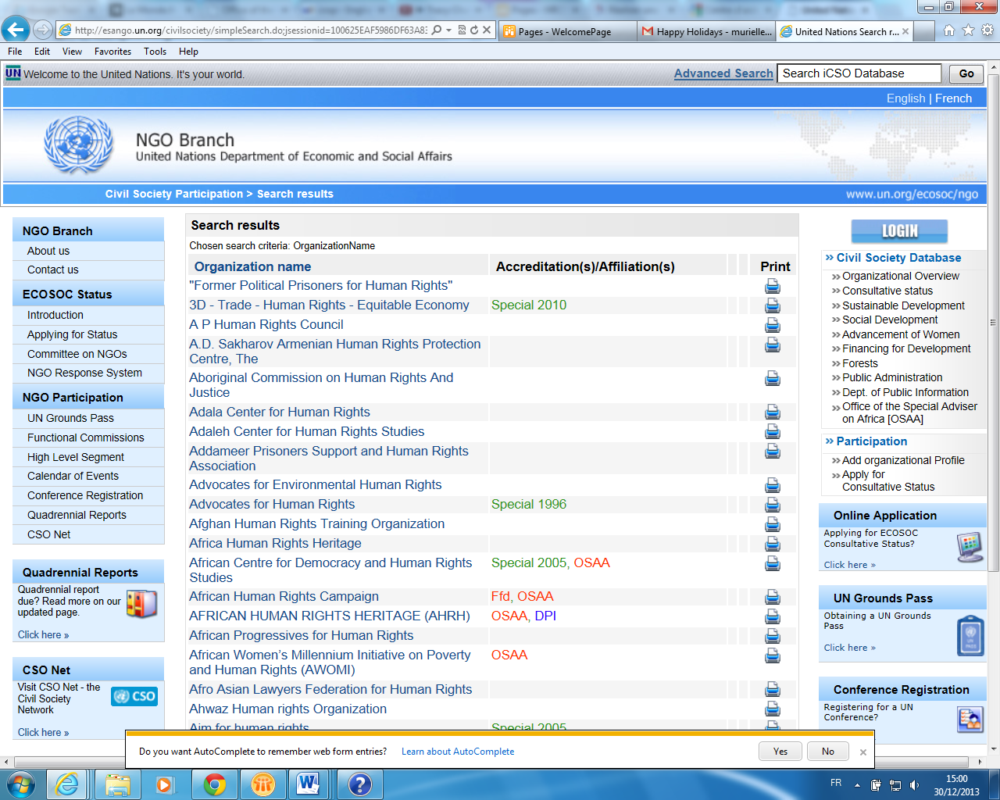 http://esango.un.org/civilsociety/simpleSearch.do;jsessionid=100625EAF5986DF63A8
Pages - WelcomePage
Happy Holidays - murielle...
United Nations Search r...
File Edit View Favorites Tools Help
UN Welcome to the United Nations. It's your world.
Advanced Search
Search iCSO Database
Go
English | French
NGO Branch
United Nations Department of Economic and Social Affairs
Civil Society Participation > Search results
www.un.org/ecosoc/ngo
NGO Branch
About us
Contact us
ECOSOC Status
Introduction
Applying for Status
Committee on NGOs
NGO Response System
NGO Participation
UN Grounds Pass
Functional Commissions
High Level Segment
Calendar of Events
Conference Registration
Quadrennial Reports
CSO Net
Quadrennial Reports
Quadrennial report
due? Read more on our
updated page.
Click here »
CSO Net
Visit CSO Net - the
Civil Society
Network
CSO
Click here »
Search results
Chosen search criteria: OrganizationName
Organization name Accreditation(s)/Affiliation(s) Print
"Former Political Prisoners for Human Rights"
3D - Trade - Human Rights - Equitable Economy Special 2010
A P Human Rights Council
A.D. Sakharov Armenian Human Rights Protection
Centre, The
Aboriginal Commission on Human Rights And
Justice
Adala Center for Human Rights
Adaleh Center for Human Rights Studies
Addameer Prisoners Support and Human Rights
Association
Advocates for Environmental Human Rights
Advocates for Human Rights Special 1996
Afghan Human Rights Training Organization
Africa Human Rights Heritage
African Centre for Democracy and Human Rights Special 2005, OSAA
Studies
African Human Rights Campaign Ffd, OSAA
AFRICAN HUMAN RIGHTS HERITAGE (AHRH) OSAA, DPI
African Progressives for Human Rights
African Women’s Millennium Initiative on Poverty OSAA
and Human Rights (AWOMI)
Afro Asian Lawyers Federation for Human Rights
Ahwaz Human rights Organization
Aim for human rights Special 2005
LOGIN
Civil Society Database
Organizational Overview
Consultative status
Sustainable Development
Social Development
Advancement of Women
Financing for Development
Forests
Public Administration
Dept. of Public Information
Office of the Special Adviser
on Africa [OSAA]
Participation
Add organizational Profile
Apply for
Consultative Status
Online Application
Applying for ECOSOC
Consultative Status?
Click here »
UN Grounds Pass
Obtaining a UN Grounds
Pass
Click here »
Conference Registration
Registering for a UN
Conference?
Do you want AutoComplete to remember web form entries? Learn about AutoComplete Yes No
FR
15:00
30/12/2013